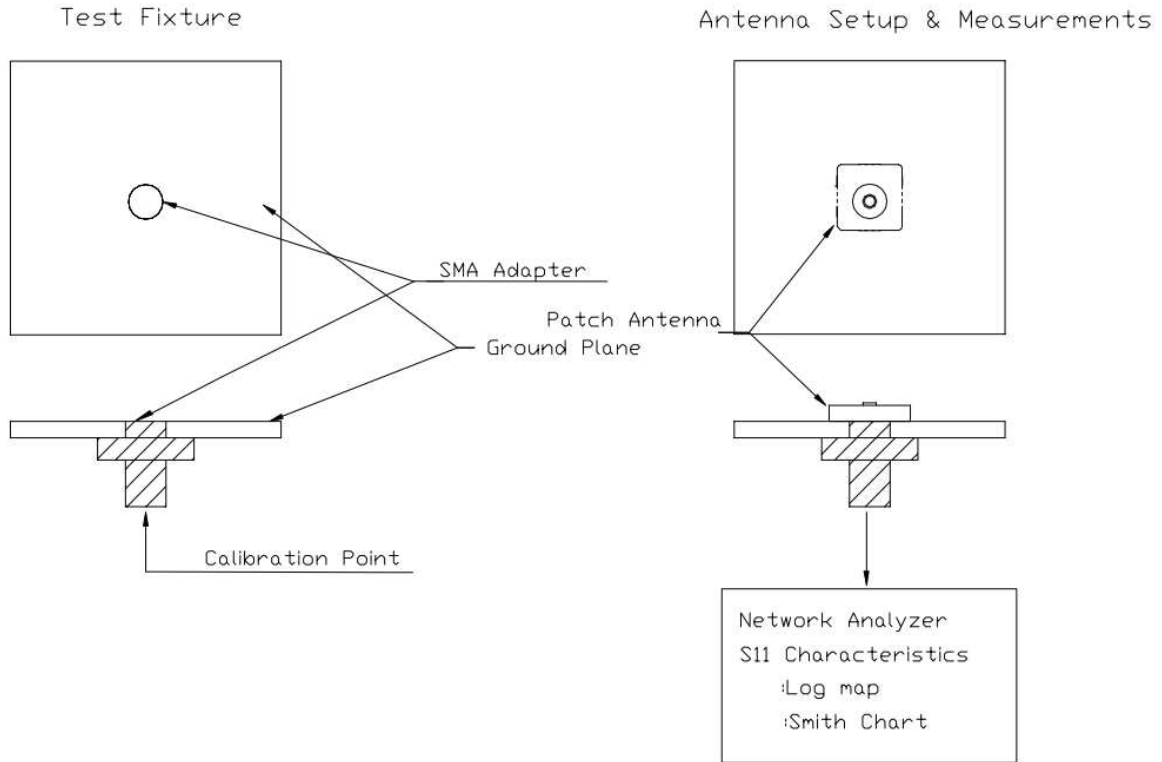 Test Fixture
Antenna Setup & Measurements
SMA Adapter
Patch Antenna
Ground Plane
Calibration Point
Network Analyzer
S11 Characteristics
:Log map
:Smith Chart